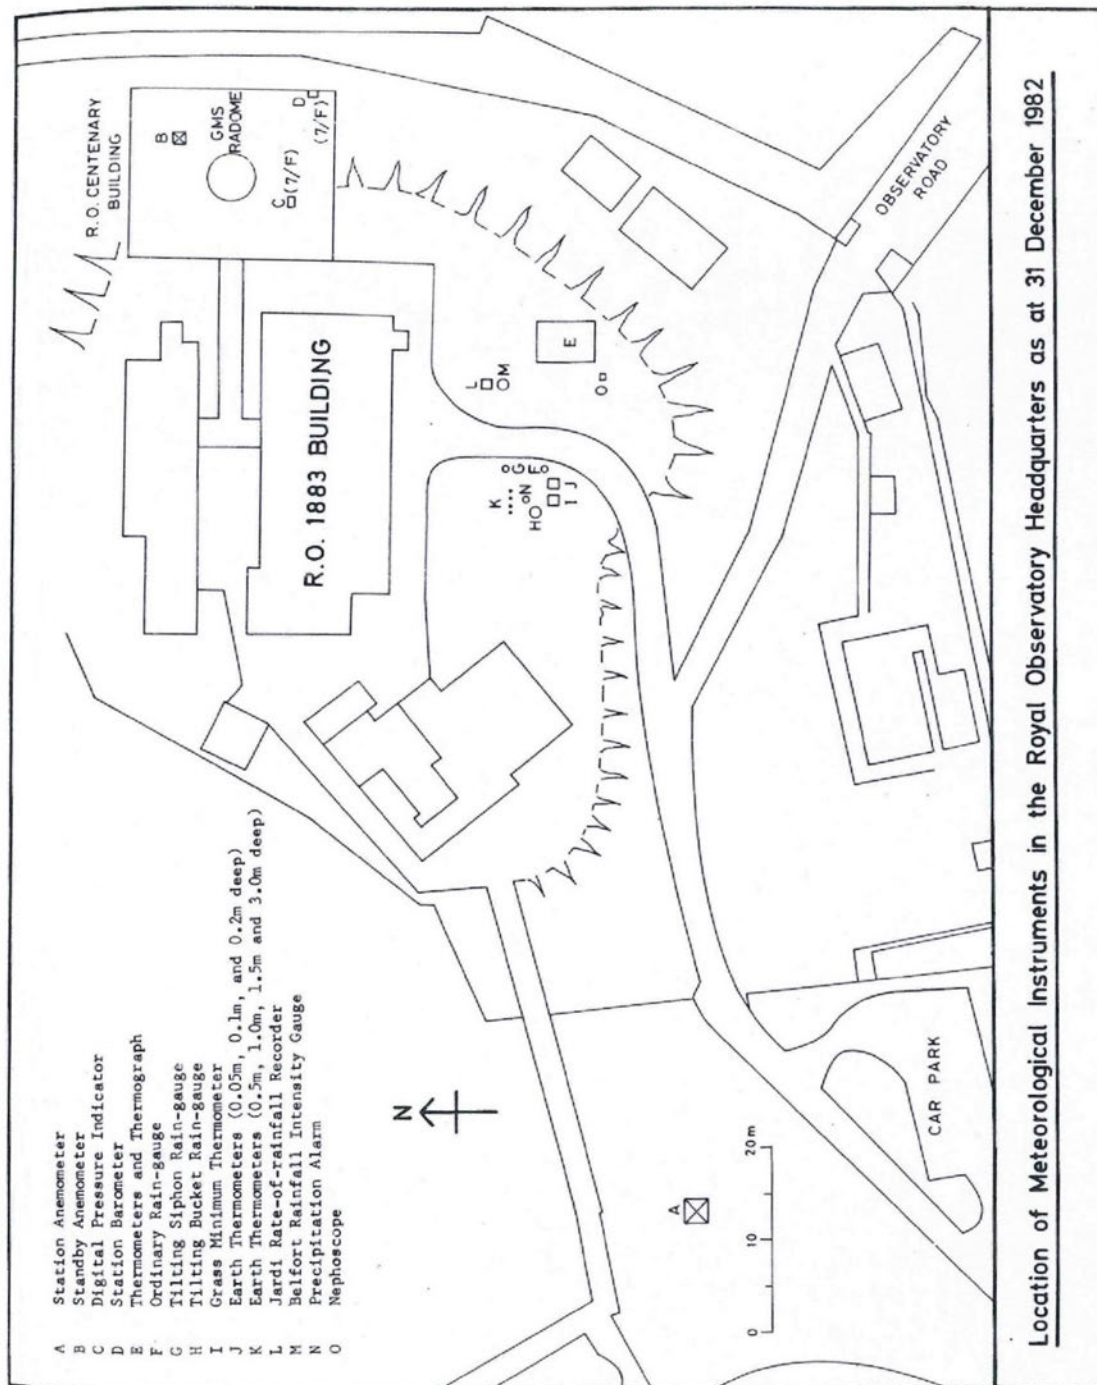 A Station Anemometer
B Standby Anemometer
C Digital Pressure Indicator
D Station Barometer
E Thermometers and Thermograph
F Ordinary Rain-gauge
G Tilting Siphon Rain-gauge
H Tilting Bucket Rain-gauge
I Grass Minimum Thermometer
J Earth Thermometers (0.05m, 0.1m, and 0.2m deep)
K Earth Thermometers (0.5m, 1.0m, 1.5m and 3.0m deep)
L Jardi Rate-of-rainfall Recorder
M Belfort Rainfall Intensity Gauge
N Precipitation Alarm
O Nephoscope
R.O. CENTENARY
BUILDING
B
GMS
RADOME
C
(7/F)
D
(7/F)
R.O. 1883 BUILDING
L
M
E
O
K
G
N
F
H
I
J
N
A
0
10
20m
CAR PARK
OBSERVATORY
ROAD
Location of Meteorological Instruments in the Royal Observatory Headquarters as at 31 December 1982